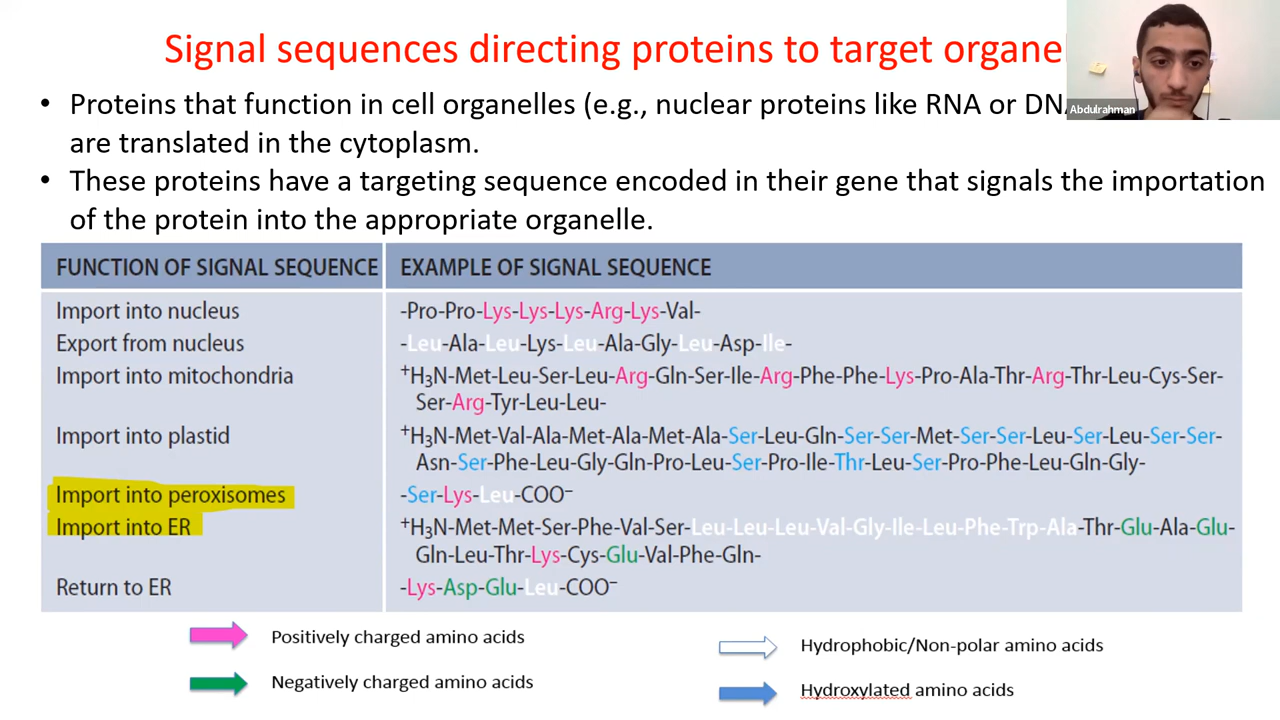 Signal sequences directing proteins to target
Abdulrahman
• Proteins that function in cell organelles (e.g., nuclear proteins like RNA or
are translated in the cytoplasm.
• These proteins have a targeting sequence encoded in their gene that signals the importation
of the protein into the appropriate organelle.
FUNCTION OF SIGNAL SEQUENCE EXAMPLE OF SIGNAL SEQUENCE
Import into nucleus -Pro-Pro-Lys-Lys-Lys-Arg-Lys-Val-
Export from nucleus -Leu-Ala-Leu-Lys-Leu-Ala-Gly-Leu-Asp-Ile-
Import into mitochondria ⁺H₃N-Met-Leu-Ser-Leu-Arg-Gln-Ser-Ile-Arg-Phe-Phe-Lys-Pro-Ala-Thr-Arg-Thr-Leu-Cys-Ser-
Ser-Arg-Tyr-Leu-Leu-
Import into plastid ⁺H₃N-Met-Val-Ala-Met-Ala-Met-Ala-Ser-Leu-Gln-Ser-Ser-Met-Ser-Ser-Leu-Ser-Leu-Ser-Ser-
Asn-Ser-Phe-Leu-Gly-Gln-Pro-Leu-Ser-Pro-Ile-Thr-Leu-Ser-Pro-Phe-Leu-Gln-Gly-
Import into peroxisomes -Ser-Lys-Leu-COO⁻
Import into ER ⁺H₃N-Met-Met-Ser-Phe-Val-Ser-Leu-Leu-Leu-Val-Gly-Ile-Leu-Phe-Trp-Ala-Thr-Glu-Ala-Glu-
Gln-Leu-Thr-Lys-Cys-Glu-Val-Phe-Gln-
Return to ER -Lys-Asp-Glu-Leu-COO⁻
Positively charged amino acids
Hydrophobic/Non-polar amino acids
Negatively charged amino acids
Hydroxylated amino acids